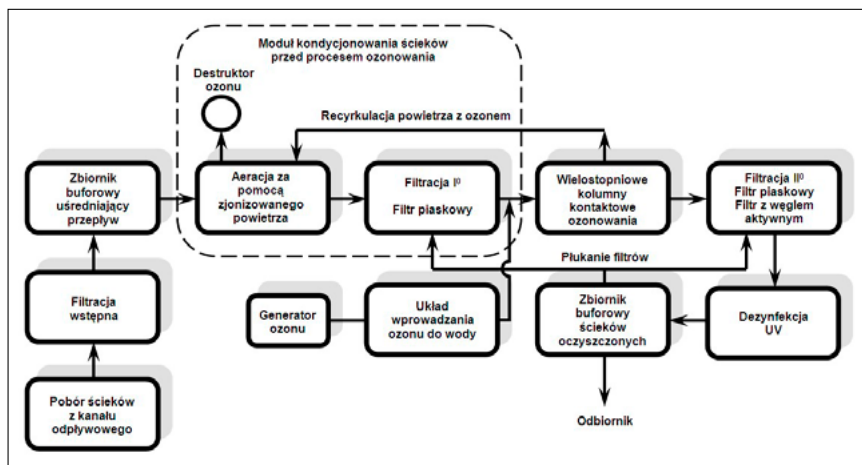 Moduł kondycjonowania ścieków
przed procesem ozonowania
Destruktor
ozonu
Recyrkulacja powietrza z ozonem
Zbiornik
buforowy
uśredniający
przepływ
Aeracja za
pomocą
zjonizowanego
powietrza
Filtracja I⁰
Filtr piaskowy
Wielostopniowe
kolumny
kontaktowe
ozonowania
Filtracja II⁰
Filtr piaskowy
Filtr z węglem
aktywnym
Płukanie filtrów
Filtracja
wstępna
Generator
ozonu
Układ
wprowadzania
ozonu do wody
Zbiornik
buforowy
ścieków
oczyszczonych
Dezynfekcja
UV
Pobór ścieków
z kanału
odpływowego
Odbiornik